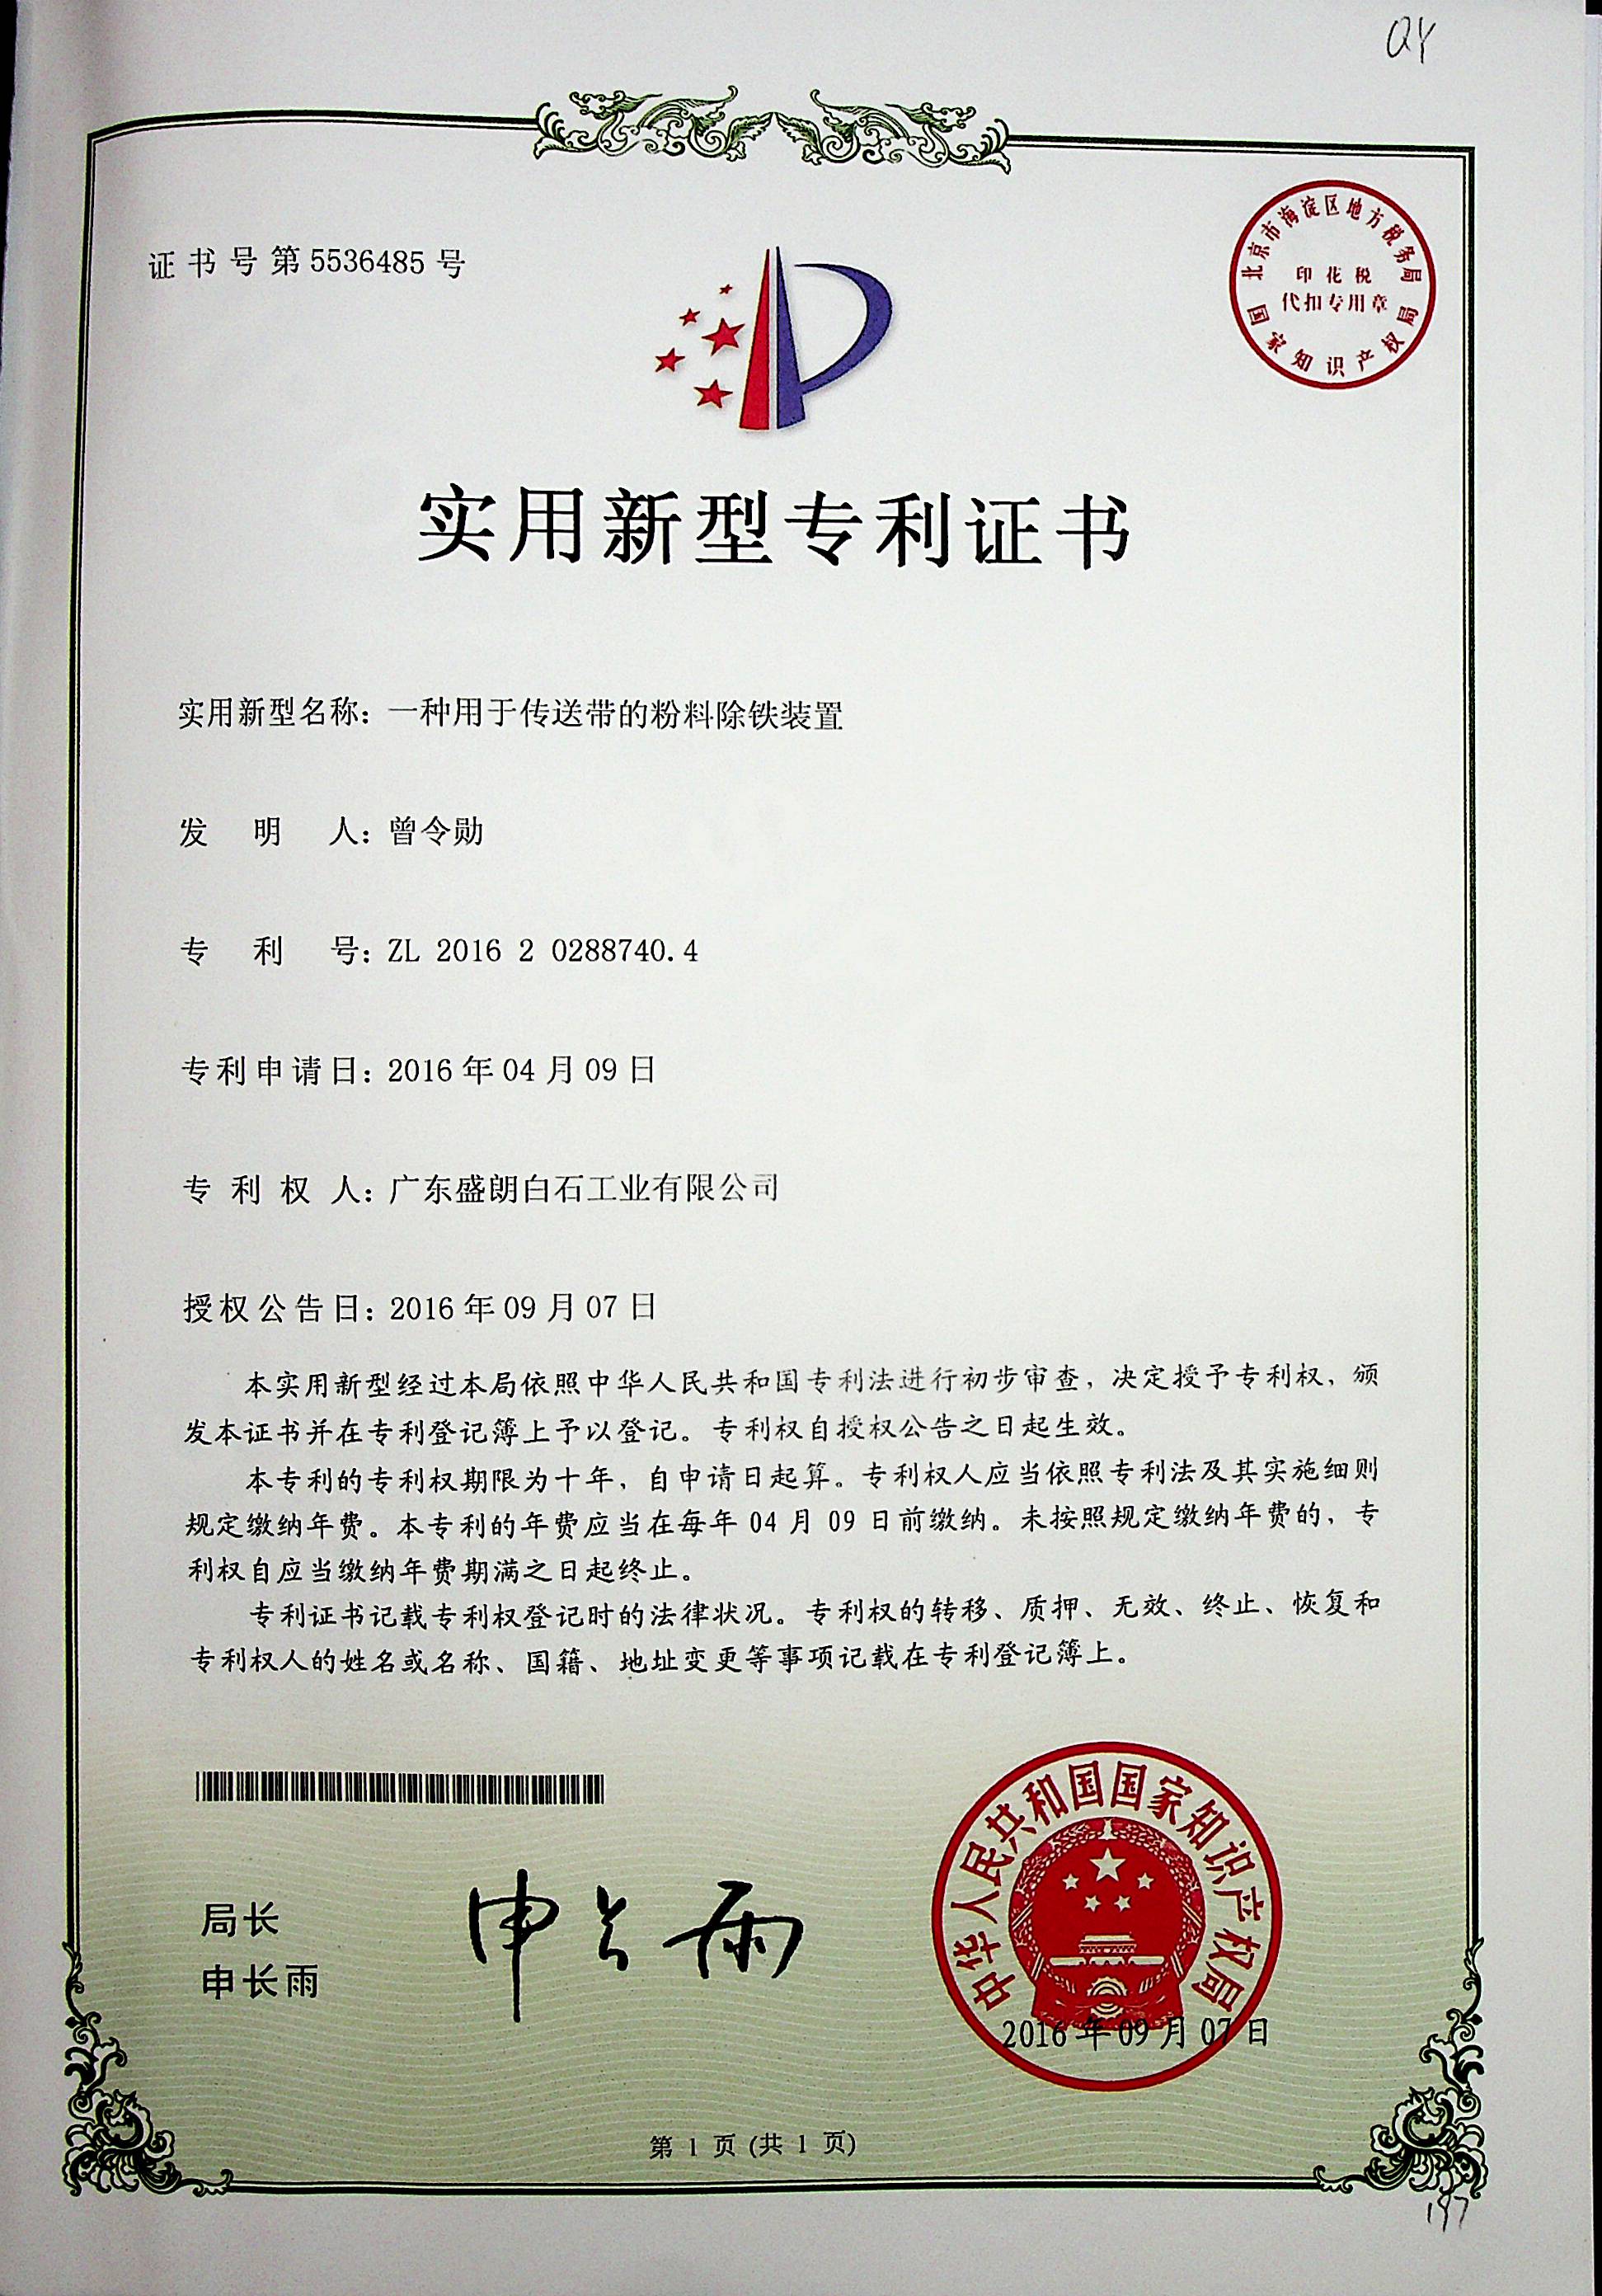 QY
证书号第5536485号
北京市海淀区地方税务局
印花税
代扣专用章
国家知识产权局
实用新型专利证书
实用新型名称：一种用于传送带的粉料除铁装置
发明人：曾令勋
专利号：ZL 2016 2 0288740.4
专利申请日：2016年04月09日
专利权人：广东盛朗白石工业有限公司
授权公告日：2016年09月07日
本实用新型经过本局依照中华人民共和国专利法进行初步审查，决定授予专利权，颁
发本证书并在专利登记簿上予以登记。专利权自授权公告之日起生效。
本专利的专利权期限为十年，自申请日起算。专利权人应当依照专利法及其实施细则
规定缴纳年费。本专利的年费应当在每年04月09日前缴纳。未按照规定缴纳年费的，专
利权自应当缴纳年费期满之日起终止。
专利证书记载专利权登记时的法律状况。专利权的转移、质押、无效、终止、恢复和
专利权人的姓名或名称、国籍、地址变更等事项记载在专利登记簿上。
中华人民共和国国家知识产权局
局长
申长雨
申长雨
2016年09月07日
第 1 页 (共 1 页)